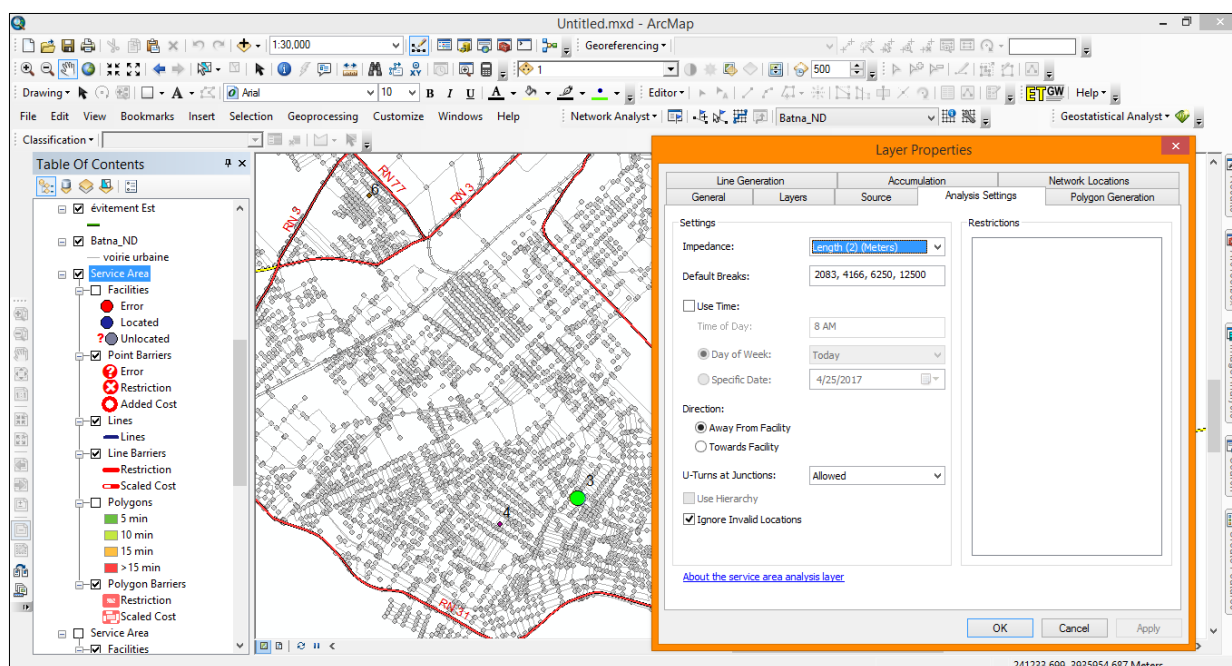 Untitled.mxd - ArcMap
1:30,000
Georeferencing
1
500
Drawing
Arial
10
B I U A
Editor
ET GW Help
File Edit View Bookmarks Insert Selection Geoprocessing Customize Windows Help
Network Analyst
Batna_ND
Geostatistical Analyst
Classification
Table Of Contents
évitement Est
Batna_ND
voirie urbaine
Service Area
Facilities
Error
Located
? Unlocated
Point Barriers
Error
Restriction
Added Cost
Lines
Lines
Line Barriers
Restriction
Scaled Cost
Polygons
5 min
10 min
15 min
>15 min
Polygon Barriers
Restriction
Scaled Cost
Service Area
Facilities
RN 77
6
RN 3
RN 3
3
4
RN 31
Layer Properties
Line Generation Accumulation Network Locations
General Layers Source Analysis Settings Polygon Generation
Settings
Impedance: Length (2) (Meters)
Default Breaks: 2083, 4166, 6250, 12500
Use Time:
Time of Day: 8 AM
Day of Week: Today
Specific Date: 4/25/2017
Direction:
Away From Facility
Towards Facility
U-Turns at Junctions: Allowed
Use Hierarchy
Ignore Invalid Locations
About the service area analysis layer
Restrictions
OK Cancel Apply